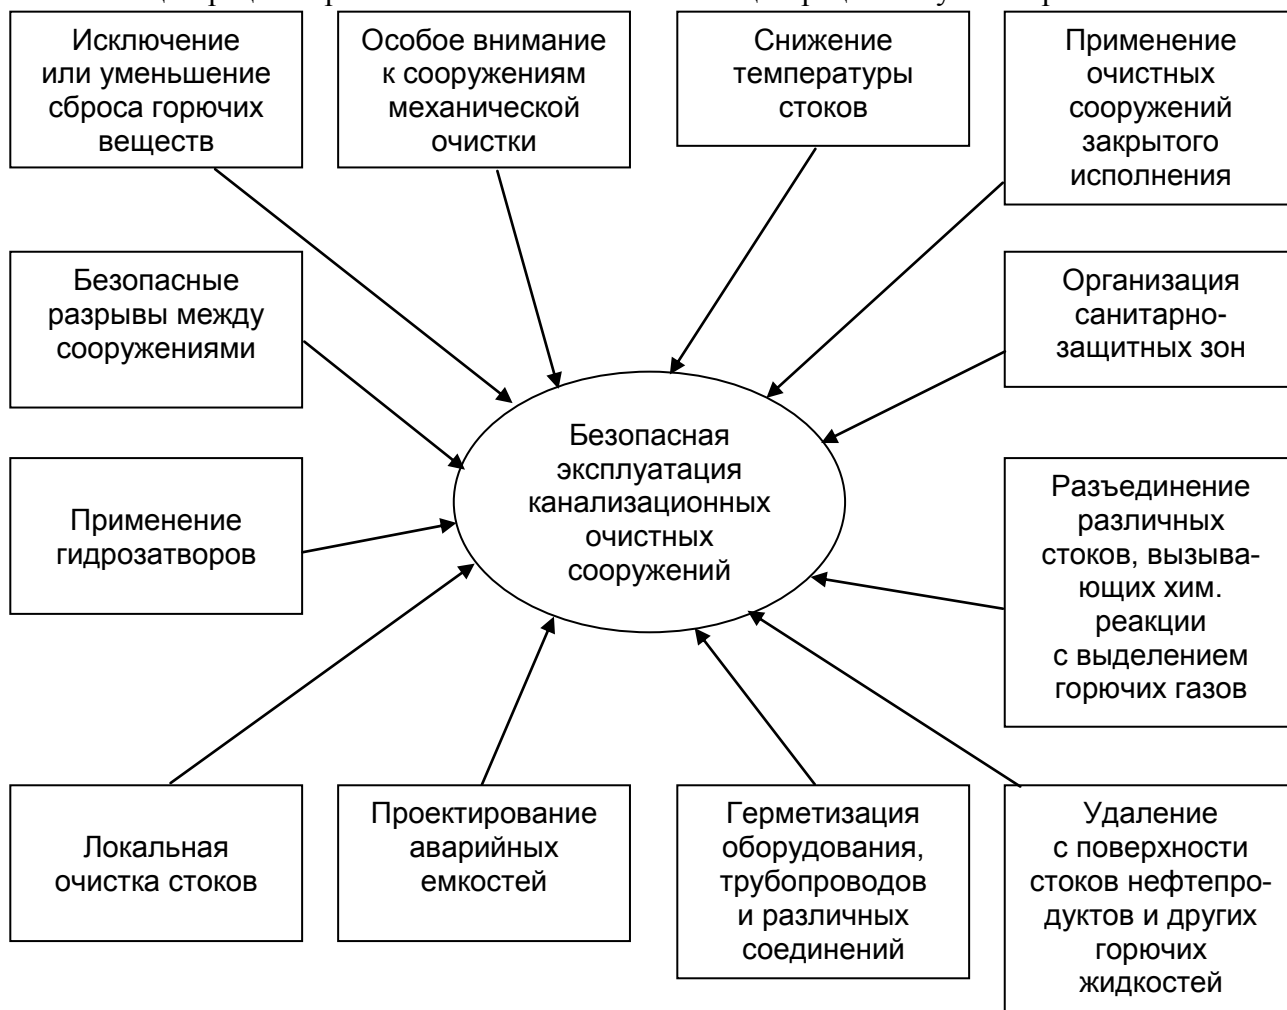 Исключение
или уменьшение
сброса горючих
веществ
Особое внимание
к сооружениям
механической
очистки
Снижение
температуры
стоков
Применение
очистных
сооружений
закрытого
исполнения
Безопасные
разрывы между
сооружениями
Организация
санитарно-
защитных зон
Безопасная
эксплуатация
канализационных
очистных
сооружений
Применение
гидрозатворов
Разъединение
различных
стоков, вызыва-
ющих хим.
реакции
с выделением
горючих газов
Локальная
очистка стоков
Проектирование
аварийных
емкостей
Герметизация
оборудования,
трубопроводов
и различных
соединений
Удаление
с поверхности
стоков нефтепро-
дуктов и других
горючих
жидкостей